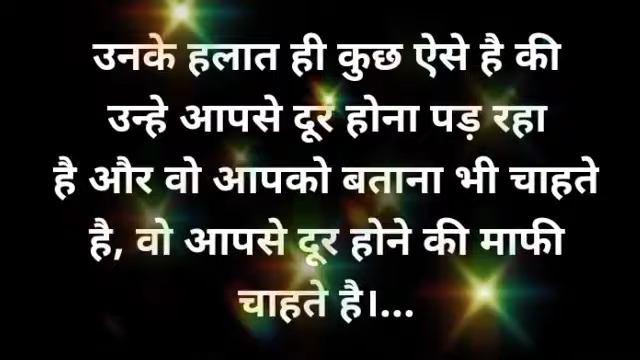 उनके हलात ही कुछ ऐसे है की
उन्हे आपसे दूर होना पड़ रहा
है और वो आपको बताना भी चाहते
है, वो आपसे दूर होने की माफी
चाहते है।...